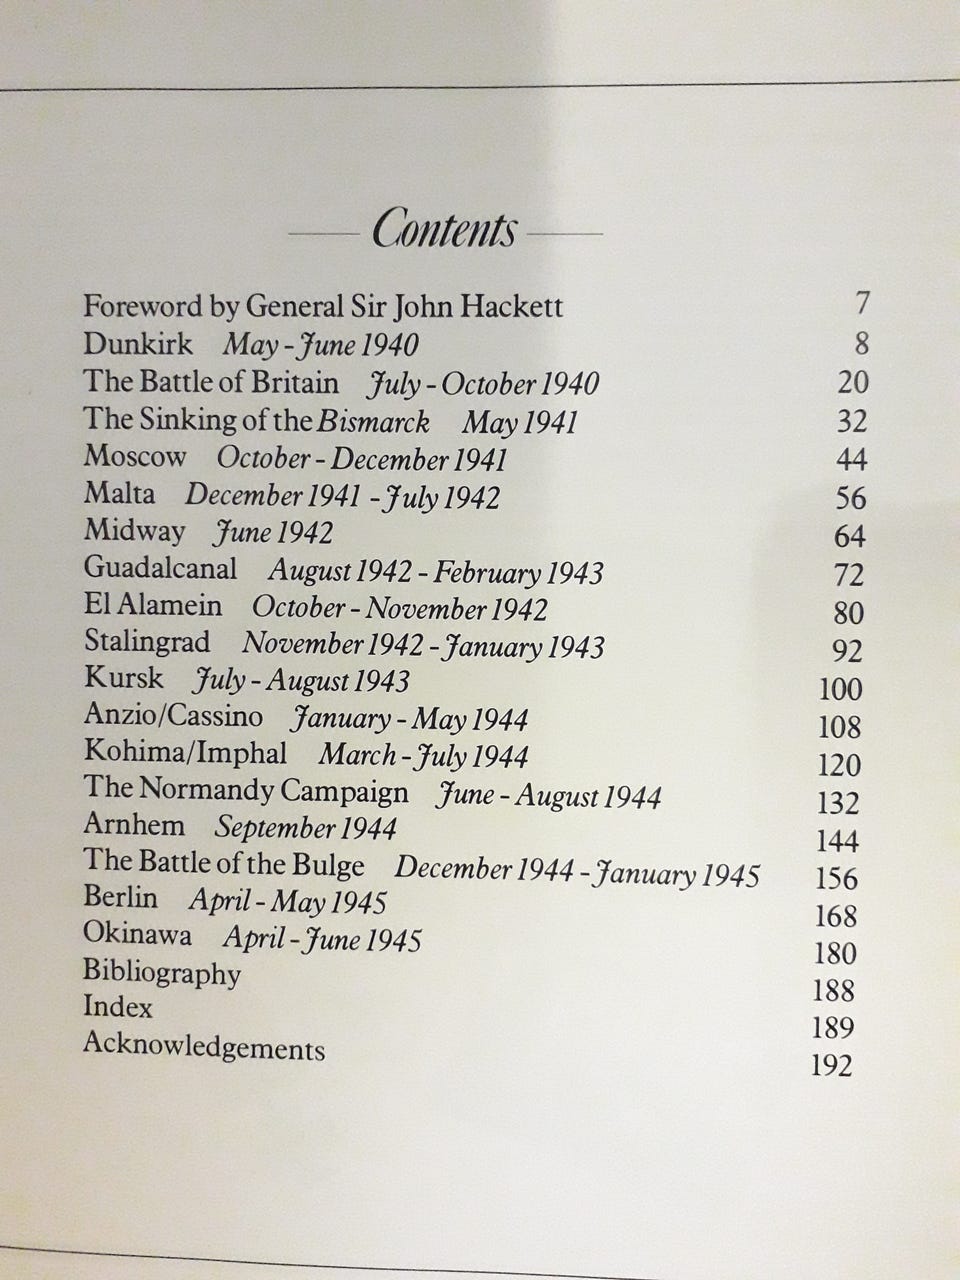 Contents
Foreword by General Sir John Hackett 7
Dunkirk May - June 1940 8
The Battle of Britain July - October 1940 20
The Sinking of the Bismarck May 1941 32
Moscow October - December 1941 44
Malta December 1941 - July 1942 56
Midway June 1942 64
Guadalcanal August 1942 - February 1943 72
El Alamein October - November 1942 80
Stalingrad November 1942 - January 1943 92
Kursk July - August 1943 100
Anzio/Cassino January - May 1944 108
Kohima/Imphal March - July 1944 120
The Normandy Campaign June - August 1944 132
Arnhem September 1944 144
The Battle of the Bulge December 1944 - January 1945 156
Berlin April - May 1945 168
Okinawa April - June 1945 180
Bibliography 188
Index 189
Acknowledgements 192